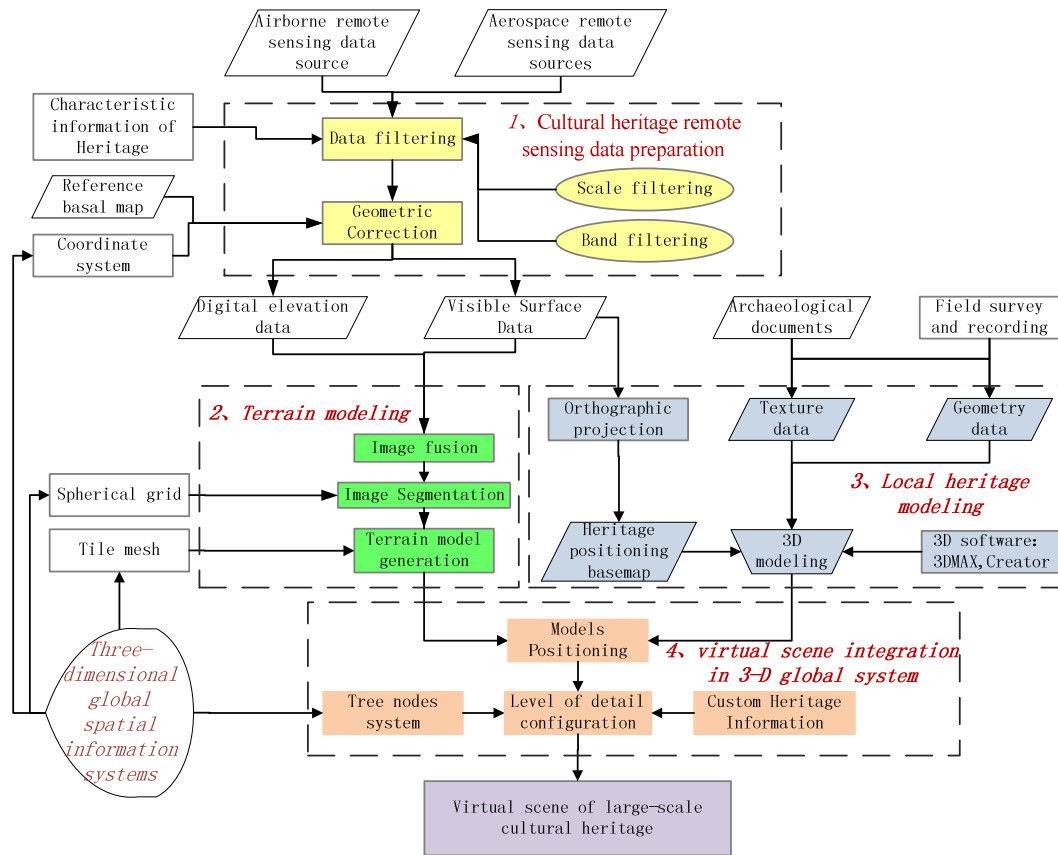 Airborne remote
sensing data
source
Aerospace remote
sensing data
sources
Characteristic
information of
Heritage
1、Cultural heritage remote
sensing data preparation
Data filtering
Scale filtering
Reference
basal map
Geometric
Correction
Band filtering
Coordinate
system
Digital elevation
data
Visible Surface
Data
Archaeological
documents
Field survey
and recording
2、Terrain modeling
Orthographic
projection
Texture
data
Geometry
data
Image fusion
3、Local heritage
modeling
Spherical grid
Image Segmentation
Tile mesh
Terrain model
generation
Heritage
positioning
basemap
3D
modeling
3D software:
3DMAX,Creator
Models
Positioning
4、virtual scene integration
in 3-D global system
Three-
dimensional
global
spatial
information
systems
Tree nodes
system
Level of detail
configuration
Custom Heritage
Information
Virtual scene of large-scale
cultural heritage